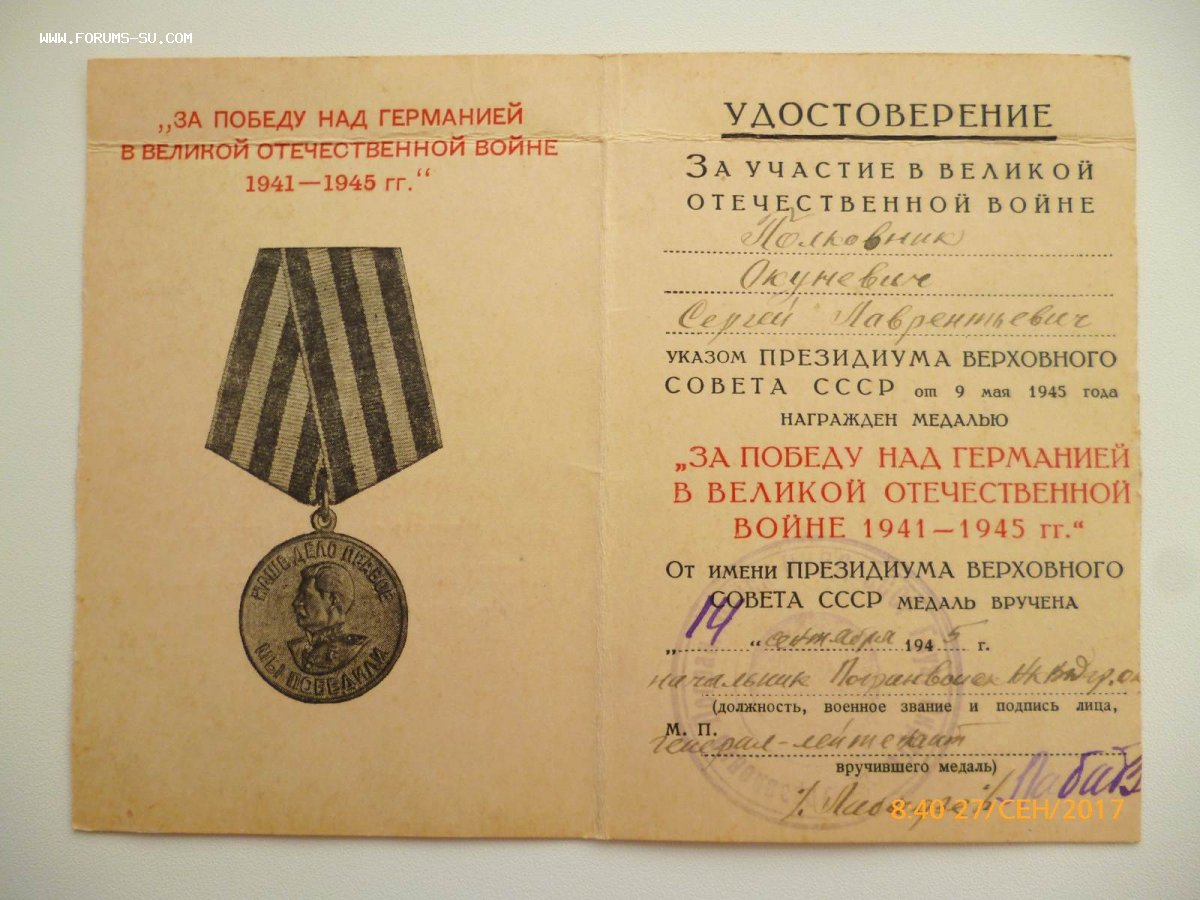 www.forums-su.com
„ЗА ПОБЕДУ НАД ГЕРМАНИЕЙ
В ВЕЛИКОЙ ОТЕЧЕСТВЕННОЙ ВОЙНЕ
1941—1945 гг.“
НАШЕ ДЕЛО ПРАВОЕ
МЫ ПОБЕДИЛИ
УДОСТОВЕРЕНИЕ
ЗА УЧАСТИЕ В ВЕЛИКОЙ
ОТЕЧЕСТВЕННОЙ ВОЙНЕ
Полковник
Окуневич
Сергей Лаврентьевич
УКАЗОМ ПРЕЗИДИУМА ВЕРХОВНОГО
СОВЕТА СССР от 9 мая 1945 года
НАГРАЖДЕН МЕДАЛЬЮ
„ЗА ПОБЕДУ НАД ГЕРМАНИЕЙ
В ВЕЛИКОЙ ОТЕЧЕСТВЕННОЙ
ВОЙНЕ 1941—1945 гг.“
От имени ПРЕЗИДИУМА ВЕРХОВНОГО
СОВЕТА СССР МЕДАЛЬ ВРУЧЕНА
„14“ сентября 1945 г.
начальник Погранвойск НКВД
(должность, военное звание и подпись лица,
М. П.
генерал-лейтенант
вручившего медаль)
8:40 27/СЕН/2017